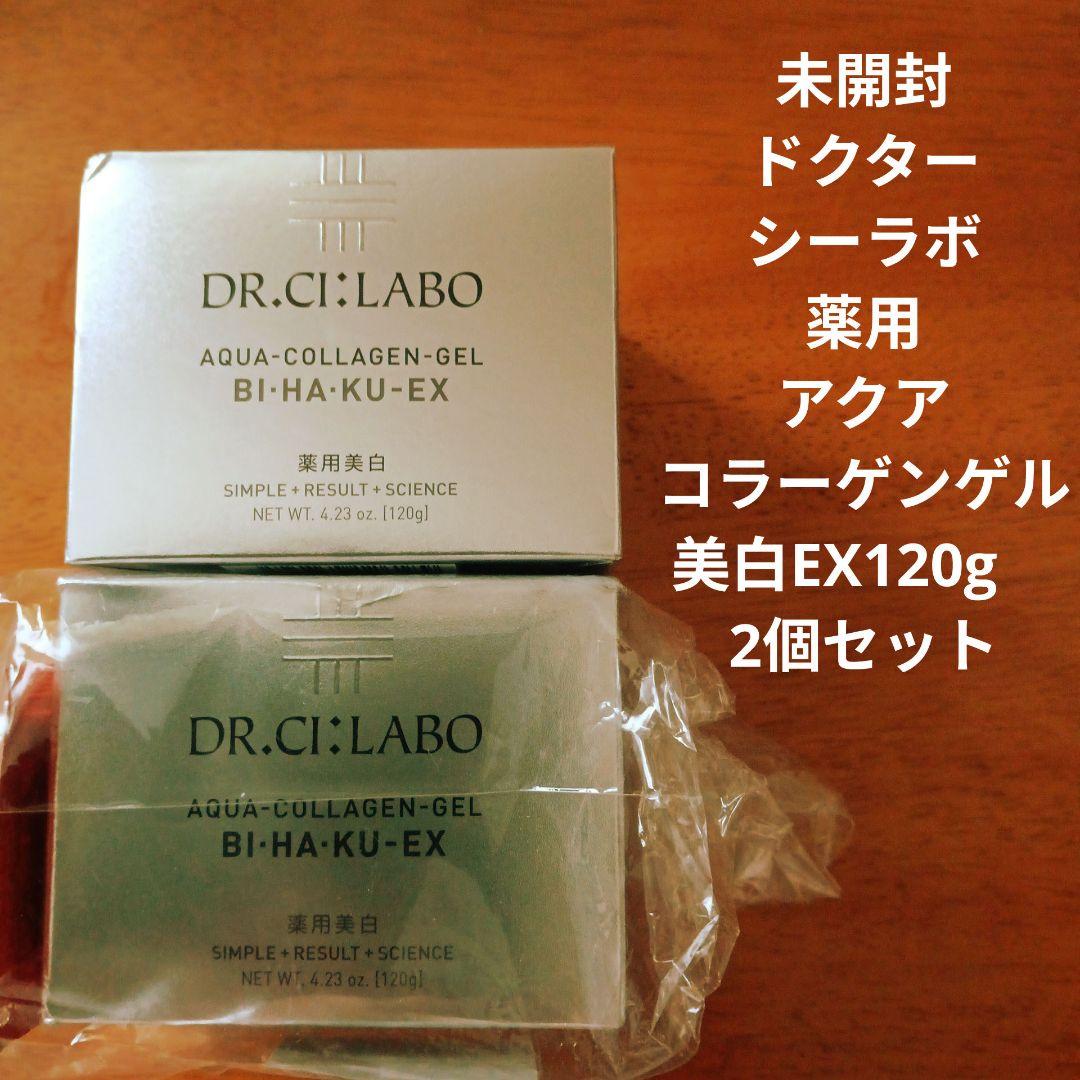 未開封
ドクター
シーラボ
薬用
アクア
コラーゲンゲル
美白EX120g
2個セット
DR.CI:LABO
AQUA-COLLAGEN-GEL
BI・HA・KU-EX
薬用美白
SIMPLE+RESULT+SCIENCE
NET WT. 4.23 oz. [120g]
DR.CI:LABO
AQUA-COLLAGEN-GEL
BI・HA・KU-EX
薬用美白
SIMPLE+RESULT+SCIENCE
NET WT. 4.23 oz. [120g]